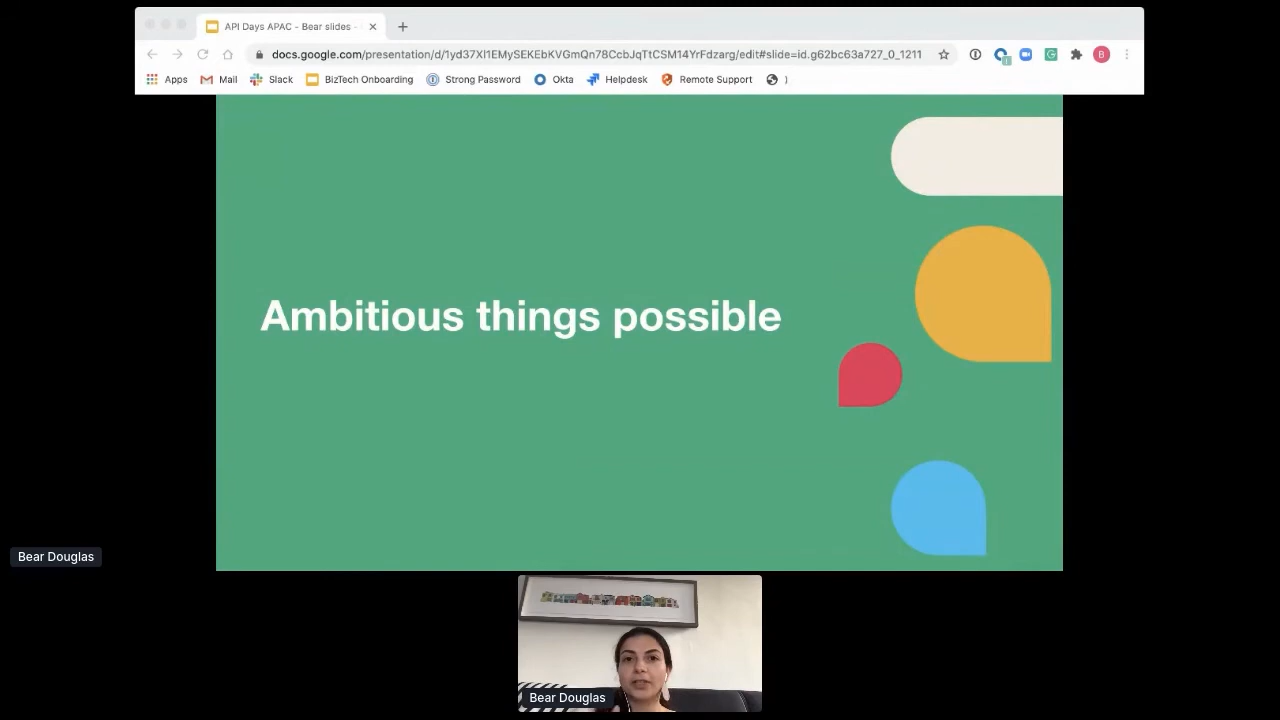 API Days APAC - Bear slides -
docs.google.com/presentation/d/1yd37Xl1EMySEKEbKVGmQn78CcbJqTtCSM14YrFdzarg/edit#slide=id.g62bc63a727_0_1211
B
Apps Mail Slack BizTech Onboarding Strong Password Okta Helpdesk Remote Support )
Ambitious things possible
Bear Douglas
Bear Douglas